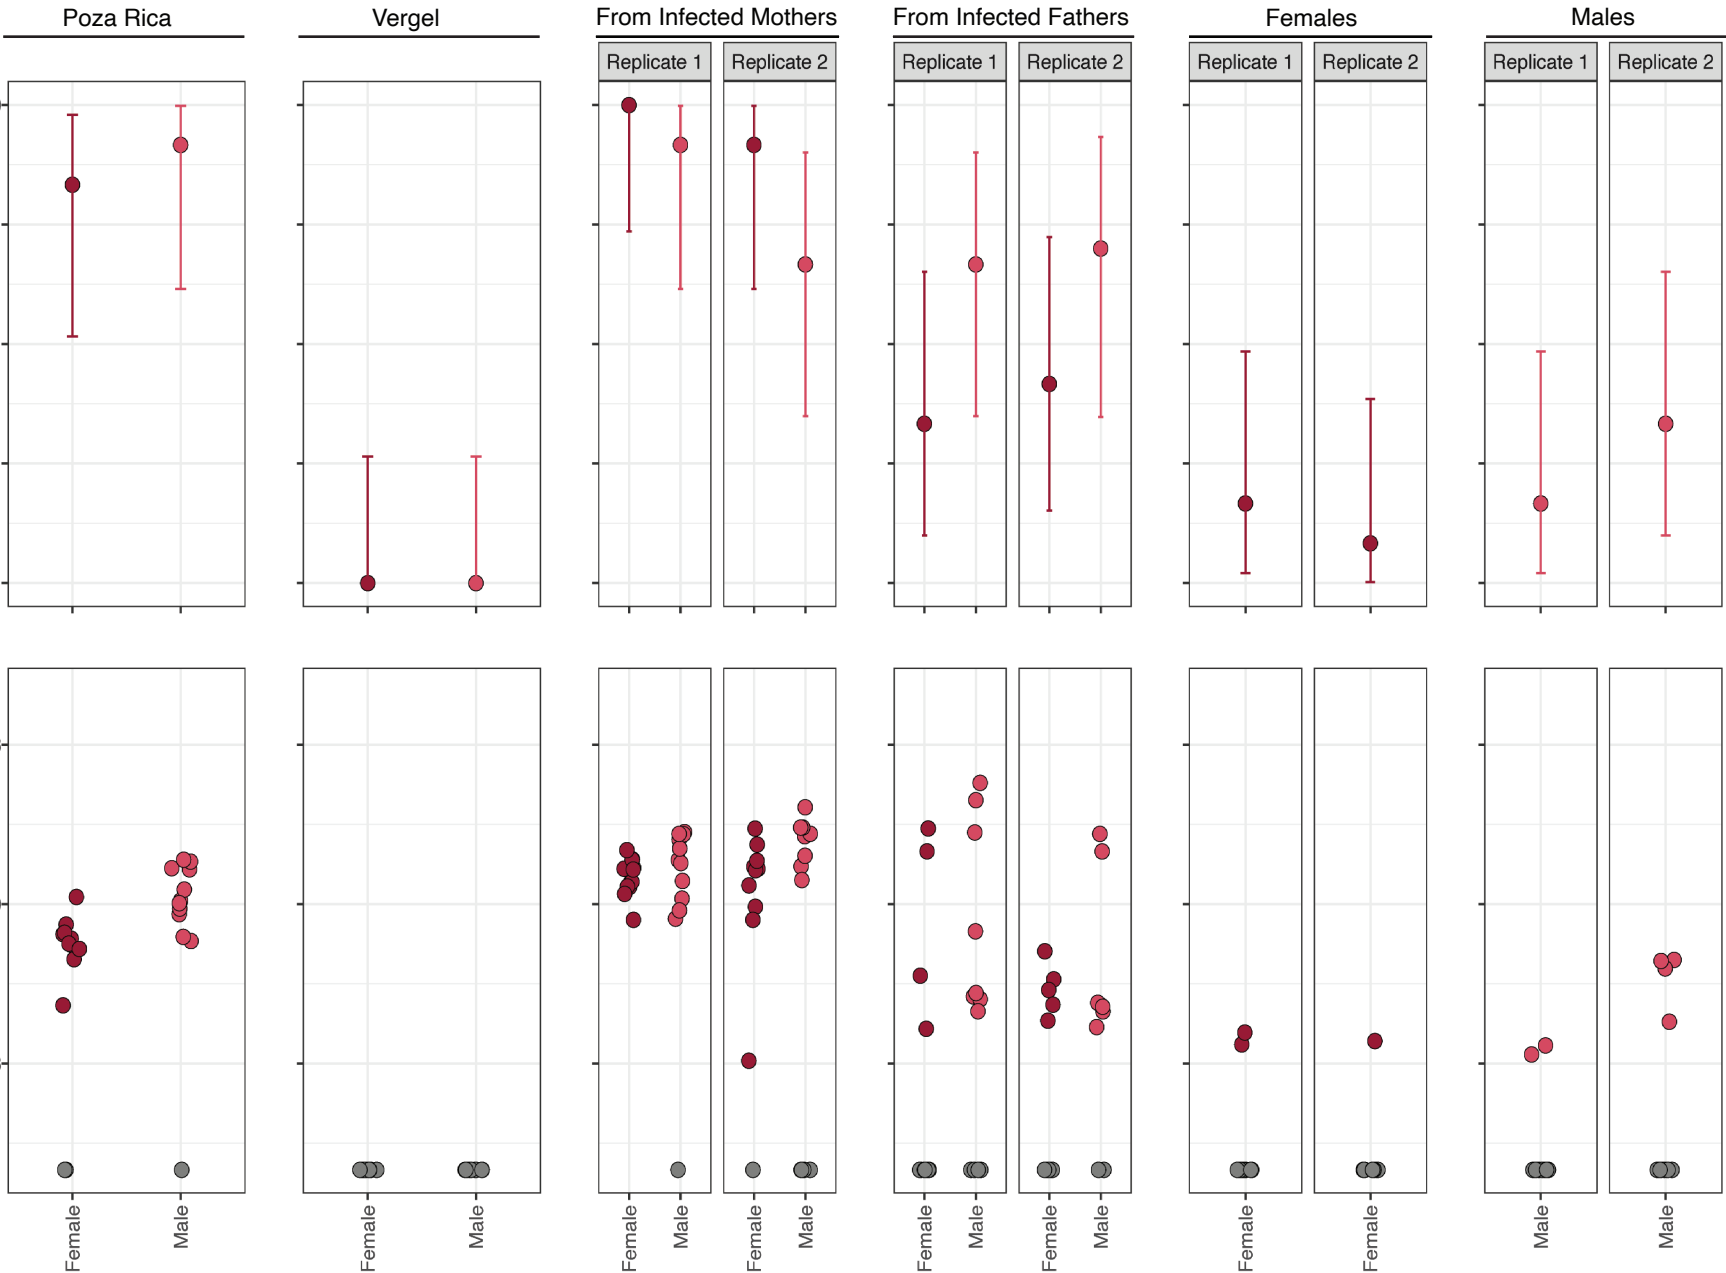 Poza Rica
Vergel
From Infected Mothers
From Infected Fathers
Females
Males
Replicate 1
Replicate 2
Replicate 1
Replicate 2
Replicate 1
Replicate 2
Replicate 1
Replicate 2
Female
Male
Female
Male
Female
Male
Female
Male
Female
Male
Female
Male
Female
Female
Male
Male